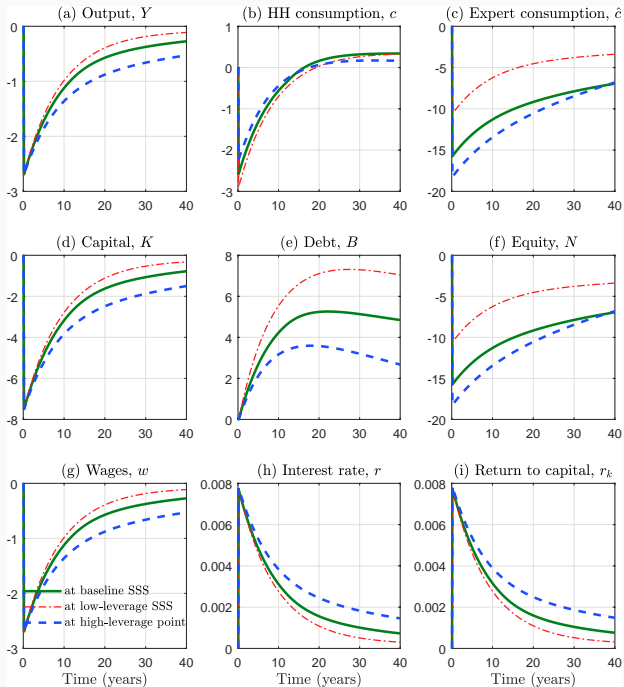 (a) Output, Y
(b) HH consumption, c
(c) Expert consumption, ĉ
0
-1
-2
-3
0 10 20 30 40
1
0
-1
-2
-3
0 10 20 30 40
0
-5
-10
-15
-20
0 10 20 30 40
(d) Capital, K
(e) Debt, B
(f) Equity, N
0
-2
-4
-6
-8
0 10 20 30 40
8
6
4
2
0
0 10 20 30 40
0
-5
-10
-15
-20
0 10 20 30 40
(g) Wages, w
(h) Interest rate, r
(i) Return to capital, r_k
0
-1
-2
-3
at baseline SSS
at low-leverage SSS
at high-leverage point
0 10 20 30 40
Time (years)
0.008
0.006
0.004
0.002
0
0 10 20 30 40
Time (years)
0.008
0.006
0.004
0.002
0
0 10 20 30 40
Time (years)